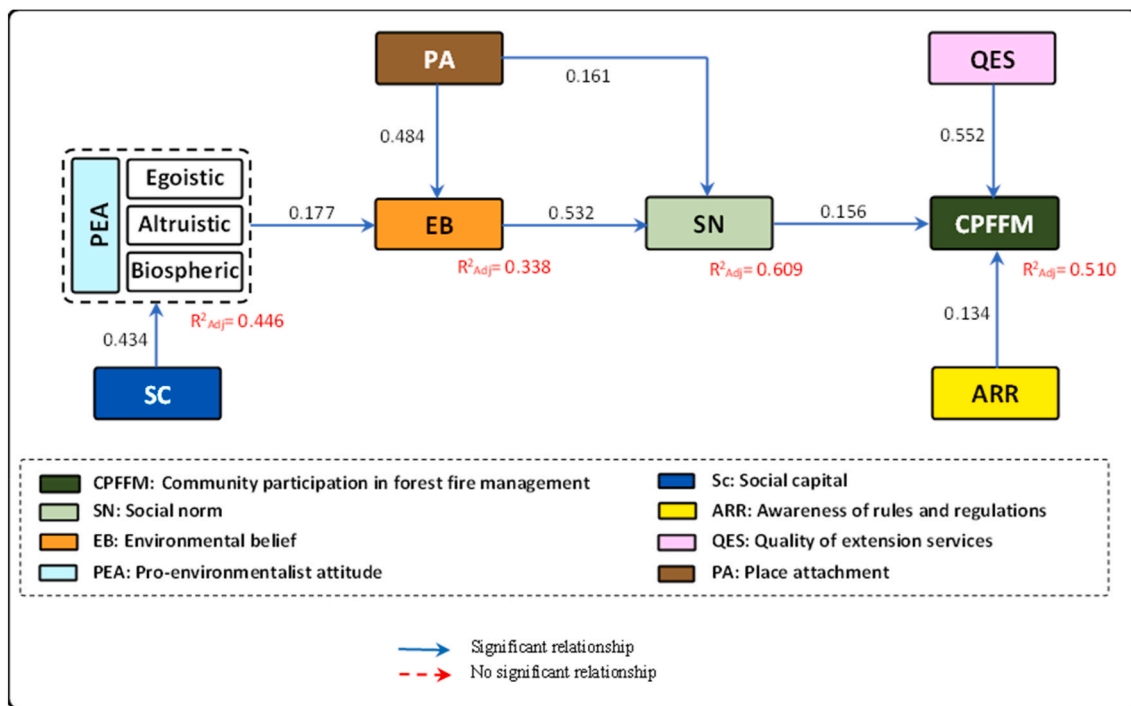 PA
QES
0.161
0.484
0.552
PEA
Egoistic
Altruistic
Biospheric
0.177
EB
0.532
SN
0.156
CPFFM
R²Adj= 0.338
R²Adj= 0.609
R²Adj= 0.510
R²Adj= 0.446
0.434
0.134
SC
ARR
CPFFM: Community participation in forest fire management
SN: Social norm
EB: Environmental belief
PEA: Pro-environmentalist attitude
Sc: Social capital
ARR: Awareness of rules and regulations
QES: Quality of extension services
PA: Place attachment
Significant relationship
No significant relationship